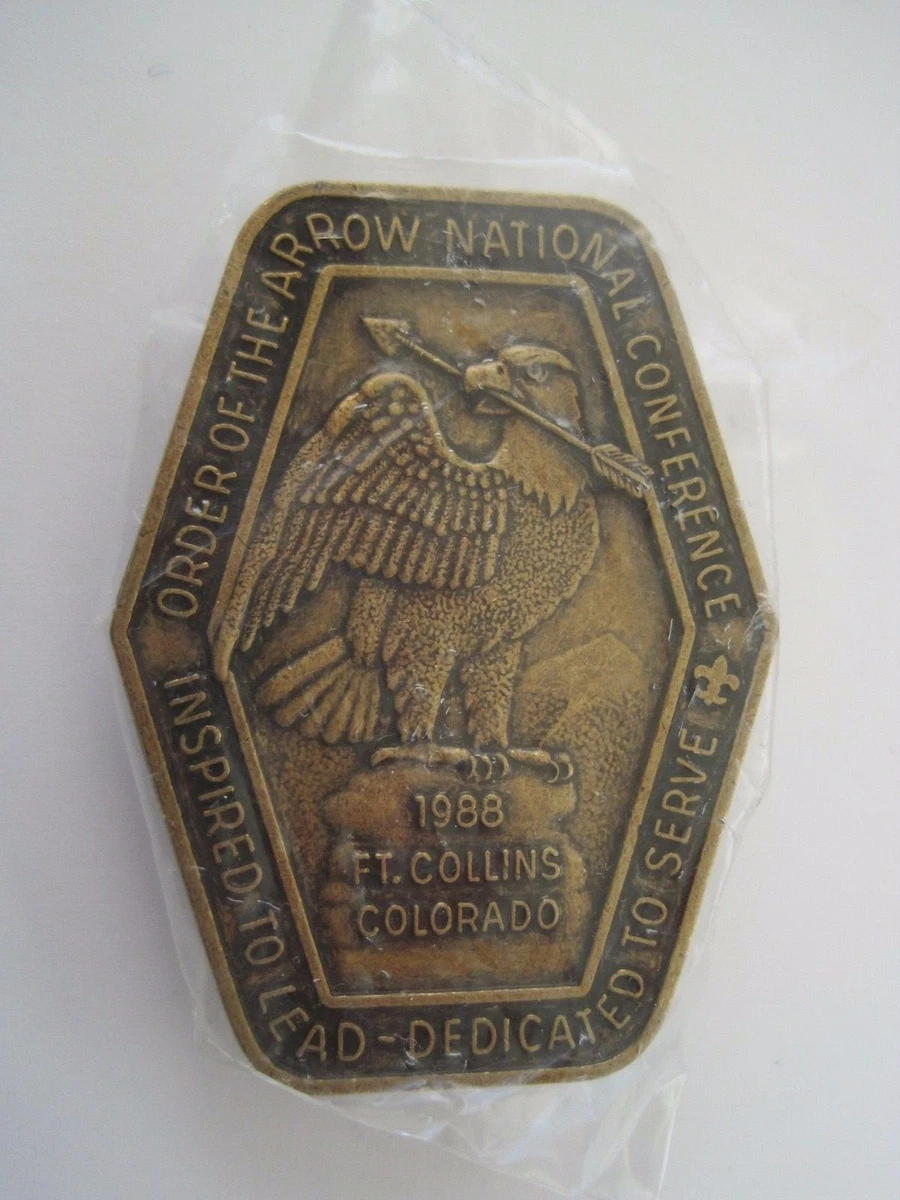 ORDER OF THE ARROW NATIONAL CONFERENCE
1988
FT. COLLINS
COLORADO
INSPIRED, TO LEAD - DEDICATED TO SERVE